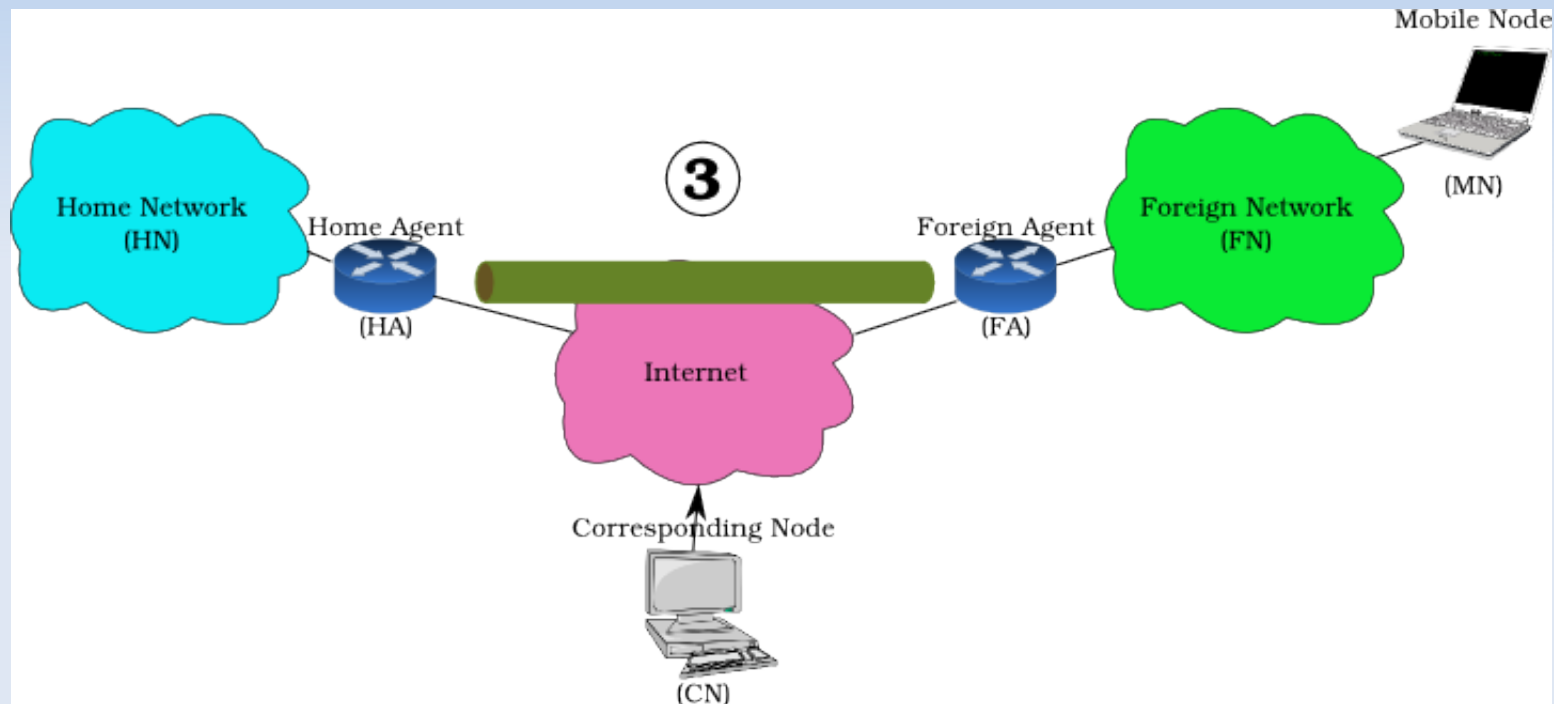 Mobile Node
(MN)
3
Home Network
(HN)
Home Agent
(HA)
Foreign Agent
(FA)
Foreign Network
(FN)
Internet
Corresponding Node
(CN)